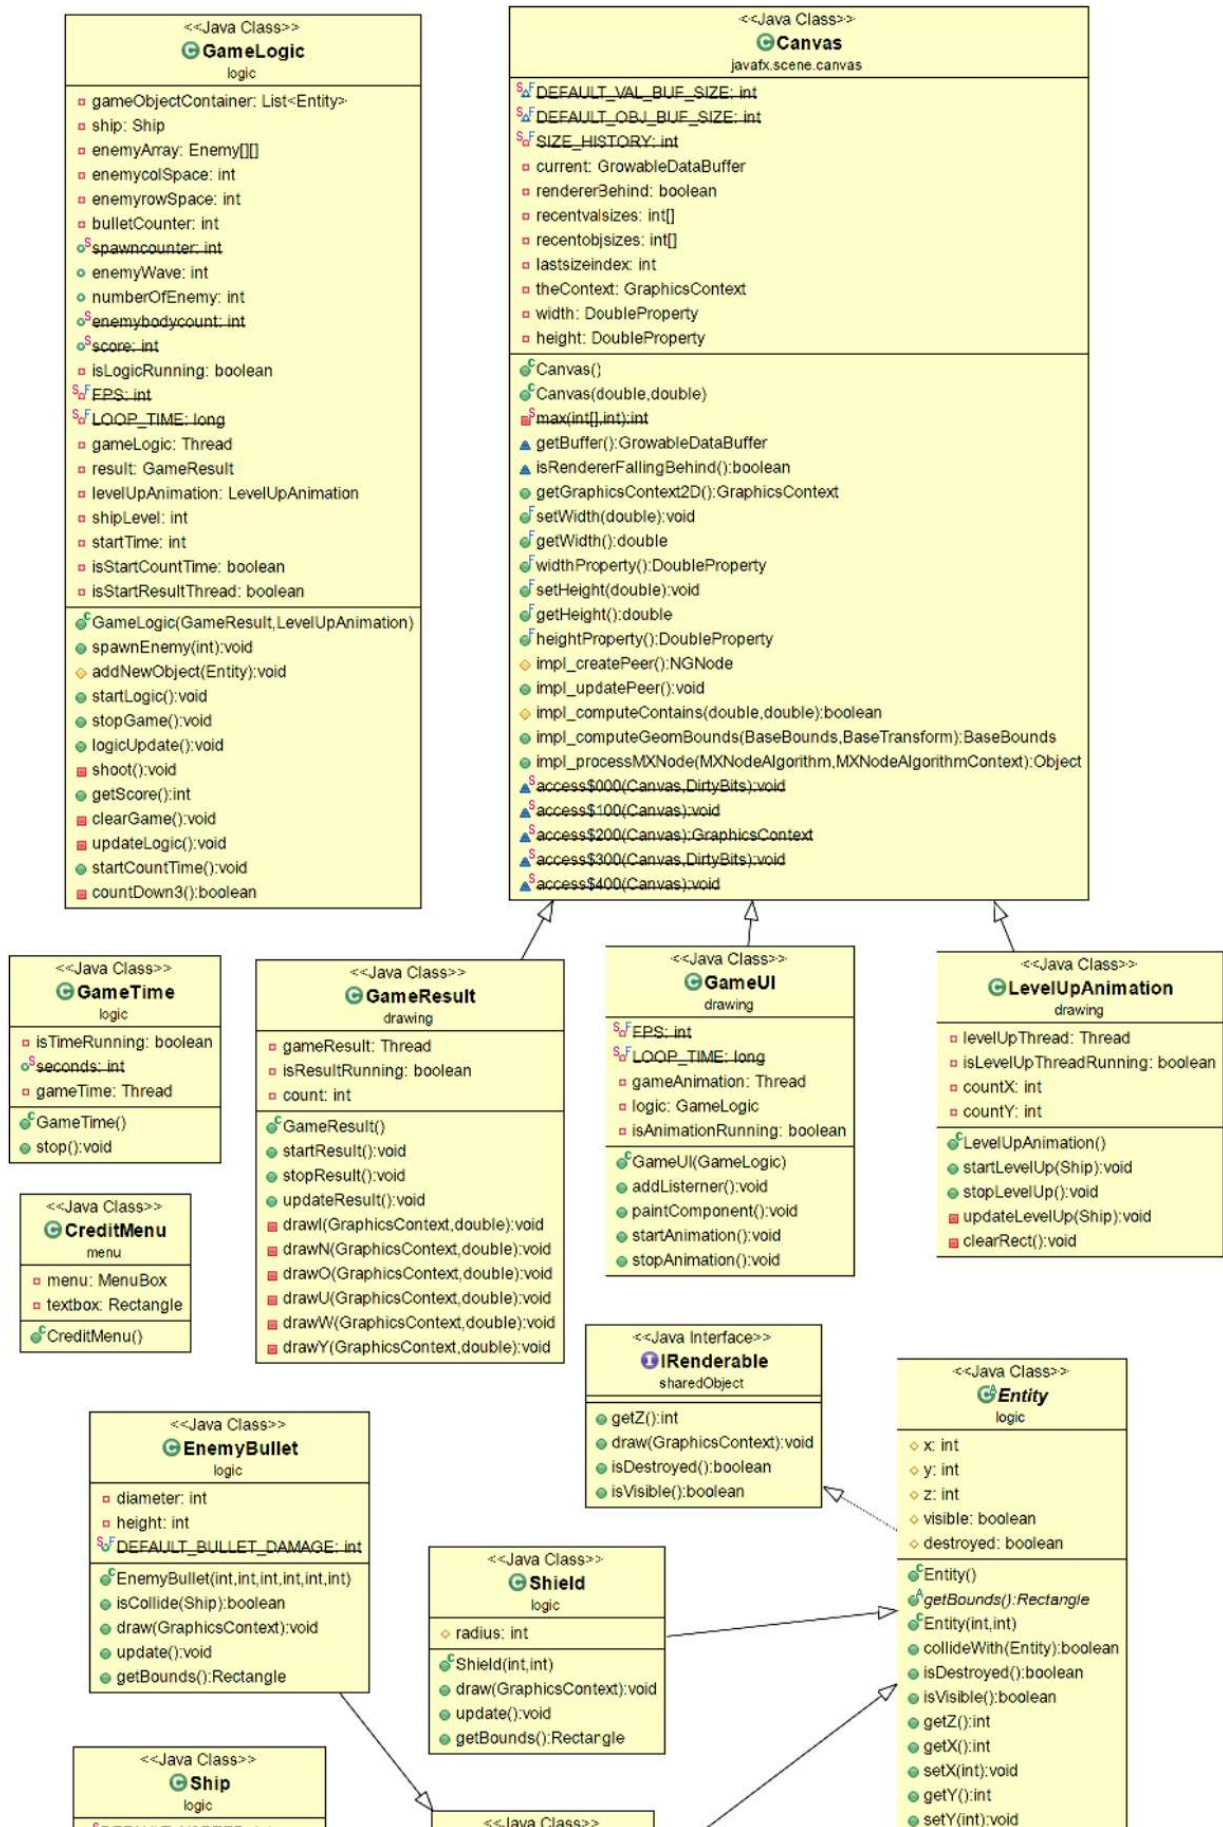 <<Java Class>>
GameLogic
logic
gameObjectContainer: List<Entity>
ship: Ship
enemyArray: Enemy[][]
enemycolSpace: int
enemyrowSpace: int
bulletCounter: int
spawncounter: int
enemyWave: int
numberOfEnemy: int
enemybodycount: int
score: int
isLogicRunning: boolean
FPS: int
LOOP_TIME: long
gameLogic: Thread
result: GameResult
levelUpAnimation: LevelUpAnimation
shipLevel: int
startTime: int
isStartCountTime: boolean
isStartResultThread: boolean
GameLogic(GameResult,LevelUpAnimation)
spawnEnemy(int):void
addNewObject(Entity):void
startLogic():void
stopGame():void
logicUpdate():void
shoot():void
getScore():int
clearGame():void
updateLogic():void
startCountTime():void
countDown3():boolean
<<Java Class>>
Canvas
javafx.scene.canvas
DEFAULT_VAL_BUF_SIZE: int
DEFAULT_OBJ_BUF_SIZE: int
SIZE_HISTORY: int
current: GrowableDataBuffer
rendererBehind: boolean
recentvalsizes: int[]
recentobjsizes: int[]
lastsizeindex: int
theContext: GraphicsContext
width: DoubleProperty
height: DoubleProperty
Canvas()
Canvas(double,double)
max(int[],int):int
getBuffer():GrowableDataBuffer
isRendererFallingBehind():boolean
getGraphicsContext2D():GraphicsContext
setWidth(double):void
getWidth():double
widthProperty():DoubleProperty
setHeight(double):void
getHeight():double
heightProperty():DoubleProperty
impl_createPeer():NGNode
impl_updatePeer():void
impl_computeContains(double,double):boolean
impl_computeGeomBounds(BaseBounds,BaseTransform):BaseBounds
impl_processMXNode(MXNodeAlgorithm,MXNodeAlgorithmContext):Object
access$000(Canvas,DirtyBits):void
access$100(Canvas):void
access$200(Canvas):GraphicsContext
access$300(Canvas,DirtyBits):void
access$400(Canvas):void
<<Java Class>>
GameTime
logic
isTimeRunning: boolean
seconds: int
gameTime: Thread
GameTime()
stop():void
<<Java Class>>
GameResult
drawing
gameResult: Thread
isResultRunning: boolean
count: int
GameResult()
startResult():void
stopResult():void
updateResult():void
drawI(GraphicsContext,double):void
drawN(GraphicsContext,double):void
drawO(GraphicsContext,double):void
drawU(GraphicsContext,double):void
drawW(GraphicsContext,double):void
drawY(GraphicsContext,double):void
<<Java Class>>
GameUI
drawing
FPS: int
LOOP_TIME: long
gameAnimation: Thread
logic: GameLogic
isAnimationRunning: boolean
GameUI(GameLogic)
addListerner():void
paintComponent():void
startAnimation():void
stopAnimation():void
<<Java Class>>
LevelUpAnimation
drawing
levelUpThread: Thread
isLevelUpThreadRunning: boolean
countX: int
countY: int
LevelUpAnimation()
startLevelUp(Ship):void
stopLevelUp():void
updateLevelUp(Ship):void
clearRect():void
<<Java Class>>
CreditMenu
menu
menu: MenuBox
textbox: Rectangle
CreditMenu()
<<Java Interface>>
IRenderable
sharedObject
getZ():int
draw(GraphicsContext):void
isDestroyed():boolean
isVisible():boolean
<<Java Class>>
Entity
logic
x: int
y: int
z: int
visible: boolean
destroyed: boolean
Entity()
getBounds():Rectangle
Entity(int,int)
collideWith(Entity):boolean
isDestroyed():boolean
isVisible():boolean
getZ():int
getX():int
setX(int):void
getY():int
setY(int):void
<<Java Class>>
EnemyBullet
logic
diameter: int
height: int
DEFAULT_BULLET_DAMAGE: int
EnemyBullet(int,int,int,int,int,int)
isCollide(Ship):boolean
draw(GraphicsContext):void
update():void
getBounds():Rectangle
<<Java Class>>
Shield
logic
radius: int
Shield(int,int)
draw(GraphicsContext):void
update():void
getBounds():Rectangle
<<Java Class>>
Ship
logic
<<Java Class>>